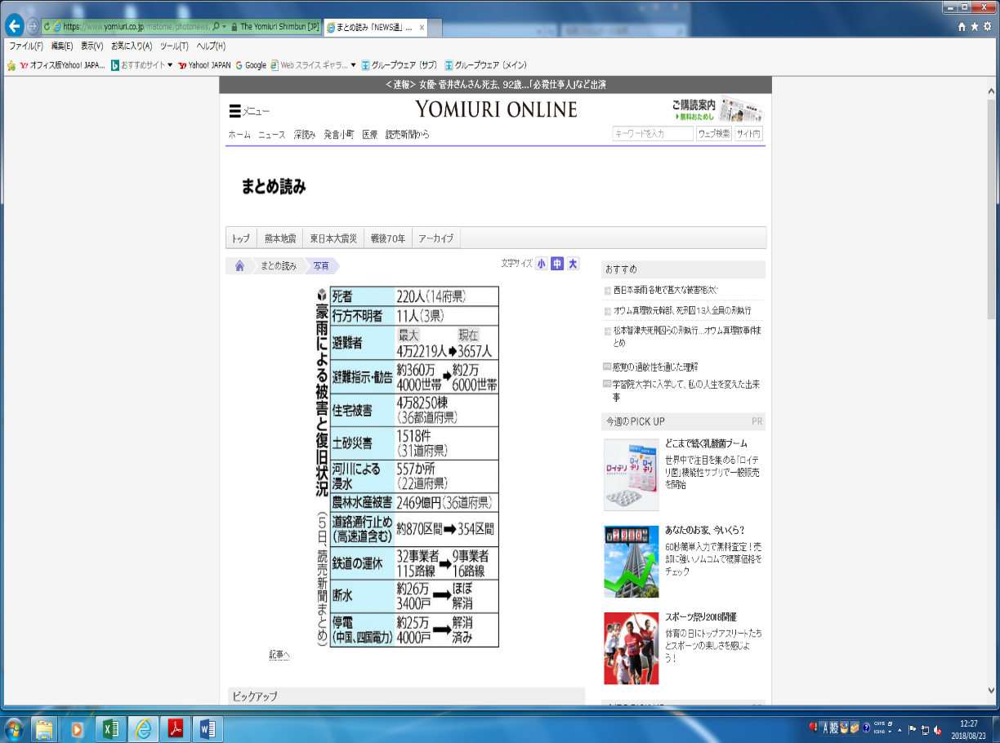 https://www.yomiuri.co.jp/matome/photonews/
The Yomiuri Shimbun [JP]
まとめ読み「NEWS通」...
ファイル(F) 編集(E) 表示(V) お気に入り(A) ツール(T) ヘルプ(H)
オフィス版Yahoo! JAPA... おすすめサイト Yahoo! JAPAN Google Web スライス ギャラ... グループウェア (サブ) グループウェア (メイン)
＜速報＞ 女優・菅井きんさん死去、92歳…「必殺仕事人」など出演
メニュー
YOMIURI ONLINE
ご購読案内
無料おためし
ホーム ニュース 深読み 発言小町 医療 読売新聞から
キーワードを入力 ウェブ検索 サイト内
まとめ読み
トップ 熊本地震 東日本大震災 戦後70年 アーカイブ
まとめ読み 写真
文字サイズ 小 中 大
豪雨による被害と復旧状況
(5日、読売新聞まとめ)
死者 220人(14府県)
行方不明者 11人(3県)
避難者 最大 現在
4万2219人➡3657人
避難指示・勧告 約360万4000世帯➡約2万6000世帯
住宅被害 4万8250棟
(36都道府県)
土砂災害 1518件
(31道府県)
河川による浸水 557か所
(22道府県)
農林水産被害 2469億円(36道府県)
道路通行止め
(高速道含む) 約870区間➡354区間
鉄道の運休 32事業者115路線➡9事業者16路線
断水 約26万3400戸➡ほぼ解消
停電
(中国、四国電力) 約25万4000戸➡解消済み
記事へ
ピックアップ
おすすめ
西日本豪雨 各地で甚大な被害相次ぐ
オウム真理教元幹部、死刑囚13人全員の刑執行
松本智津夫死刑囚らの刑執行…オウム真理教事件ま
とめ
感覚の過敏性を通じた理解
学習院大学に入学して、私の人生を変えた出来
事
今週のPICK UP PR
どこまで続く乳酸菌ブーム
世界中で注目を集める「ロイテ
リ菌」機能性サプリで一般販売
を開始
ロイテリ
あなたのお家、今いくら?
60秒簡単入力で無料査定!売
却に強いノムコムで概算価格を
チェック
スポーツ祭り2018開催
体育の日にトップアスリートたち
とスポーツの楽しさを感じよ
う!
A 般
CAPS
KANA
12:27
2018/08/23